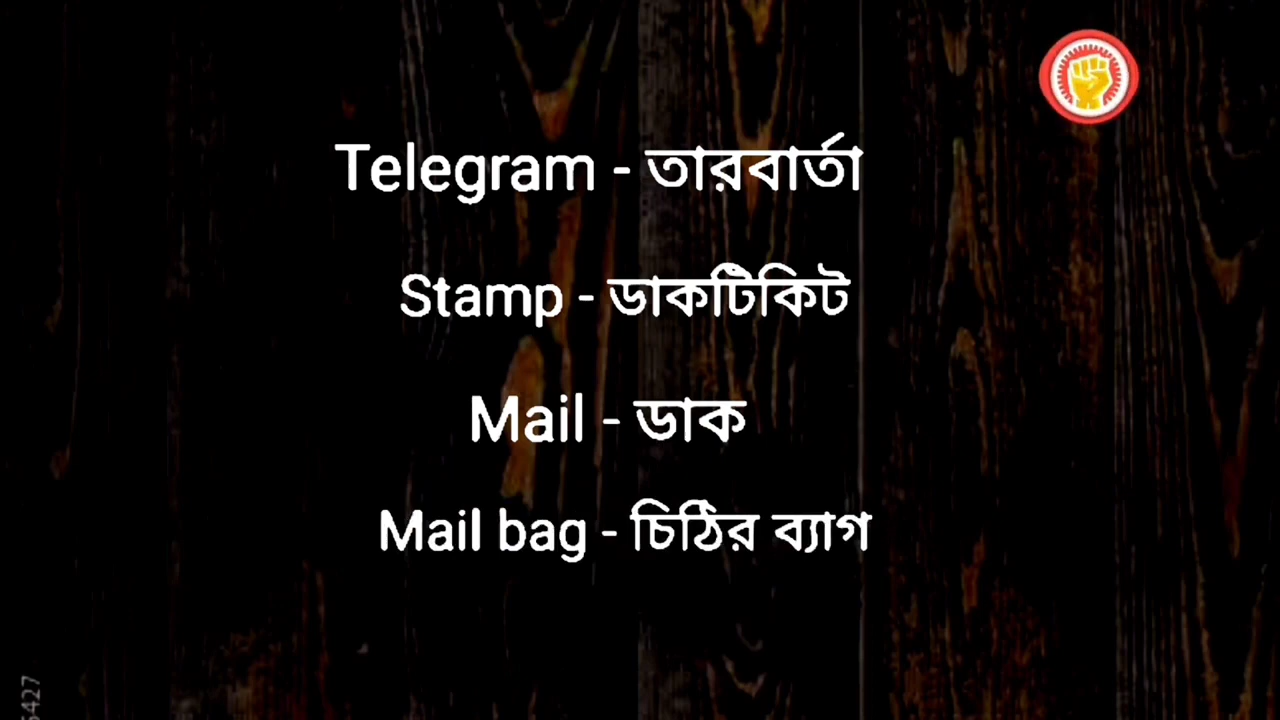 Telegram - তারবার্তা
Stamp - ডাকটিকিট
Mail - ডাক
Mail bag - চিঠির ব্যাগ